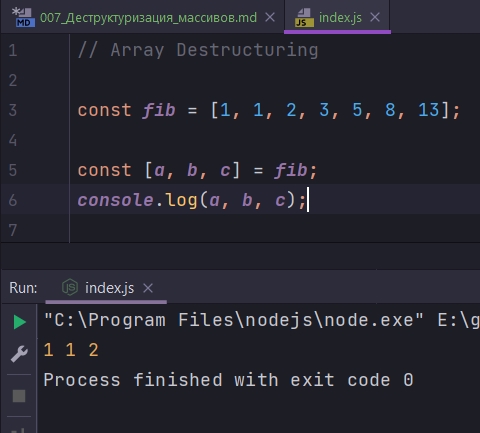 *007_Деструктуризация_массивов.md × index.js ×
1 // Array Destructuring
2
3 const fib = [1, 1, 2, 3, 5, 8, 13];
4
5 const [a, b, c] = fib;
6 console.log(a, b, c);
7
Run: index.js ×
"C:\Program Files\nodejs\node.exe" E:\g
1 1 2
Process finished with exit code 0